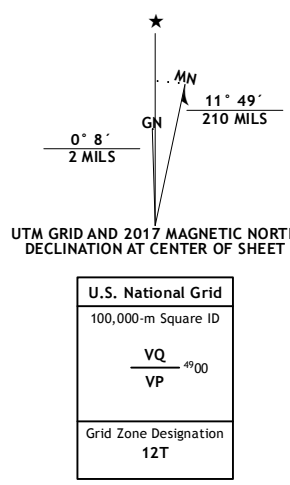 ★
MN
GN
11° 49´
210 MILS
0° 8´
2 MILS
UTM GRID AND 2017 MAGNETIC NORT
DECLINATION AT CENTER OF SHEET
U.S. National Grid
100,000-m Square ID
VQ
4900
VP
Grid Zone Designation
12T